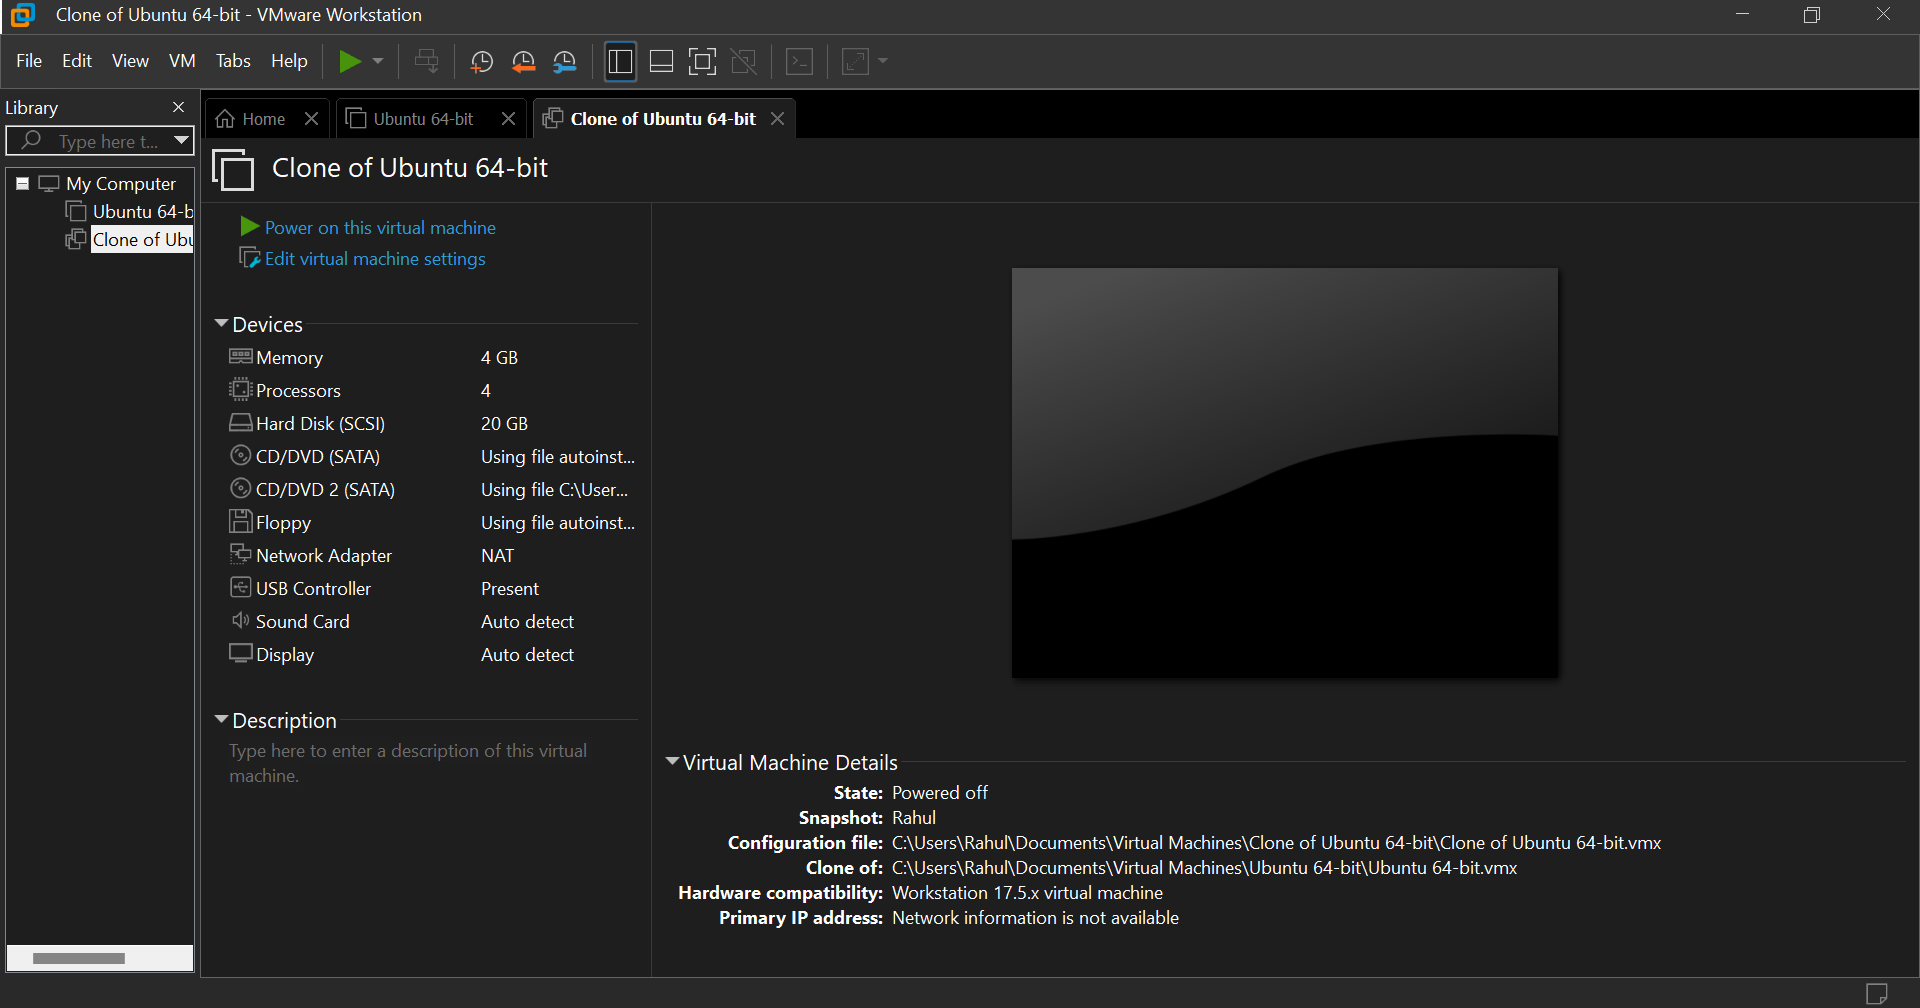 Clone of Ubuntu 64-bit - VMware Workstation
File Edit View VM Tabs Help
Library
Type here t...
My Computer
Ubuntu 64-b
Clone of Ubu
Home
Ubuntu 64-bit
Clone of Ubuntu 64-bit
Clone of Ubuntu 64-bit
Power on this virtual machine
Edit virtual machine settings
Devices
Memory 4 GB
Processors 4
Hard Disk (SCSI) 20 GB
CD/DVD (SATA) Using file autoinst...
CD/DVD 2 (SATA) Using file C:\User...
Floppy Using file autoinst...
Network Adapter NAT
USB Controller Present
Sound Card Auto detect
Display Auto detect
Description
Type here to enter a description of this virtual
machine.
Virtual Machine Details
State: Powered off
Snapshot: Rahul
Configuration file: C:\Users\Rahul\Documents\Virtual Machines\Clone of Ubuntu 64-bit\Clone of Ubuntu 64-bit.vmx
Clone of: C:\Users\Rahul\Documents\Virtual Machines\Ubuntu 64-bit\Ubuntu 64-bit.vmx
Hardware compatibility: Workstation 17.5.x virtual machine
Primary IP address: Network information is not available